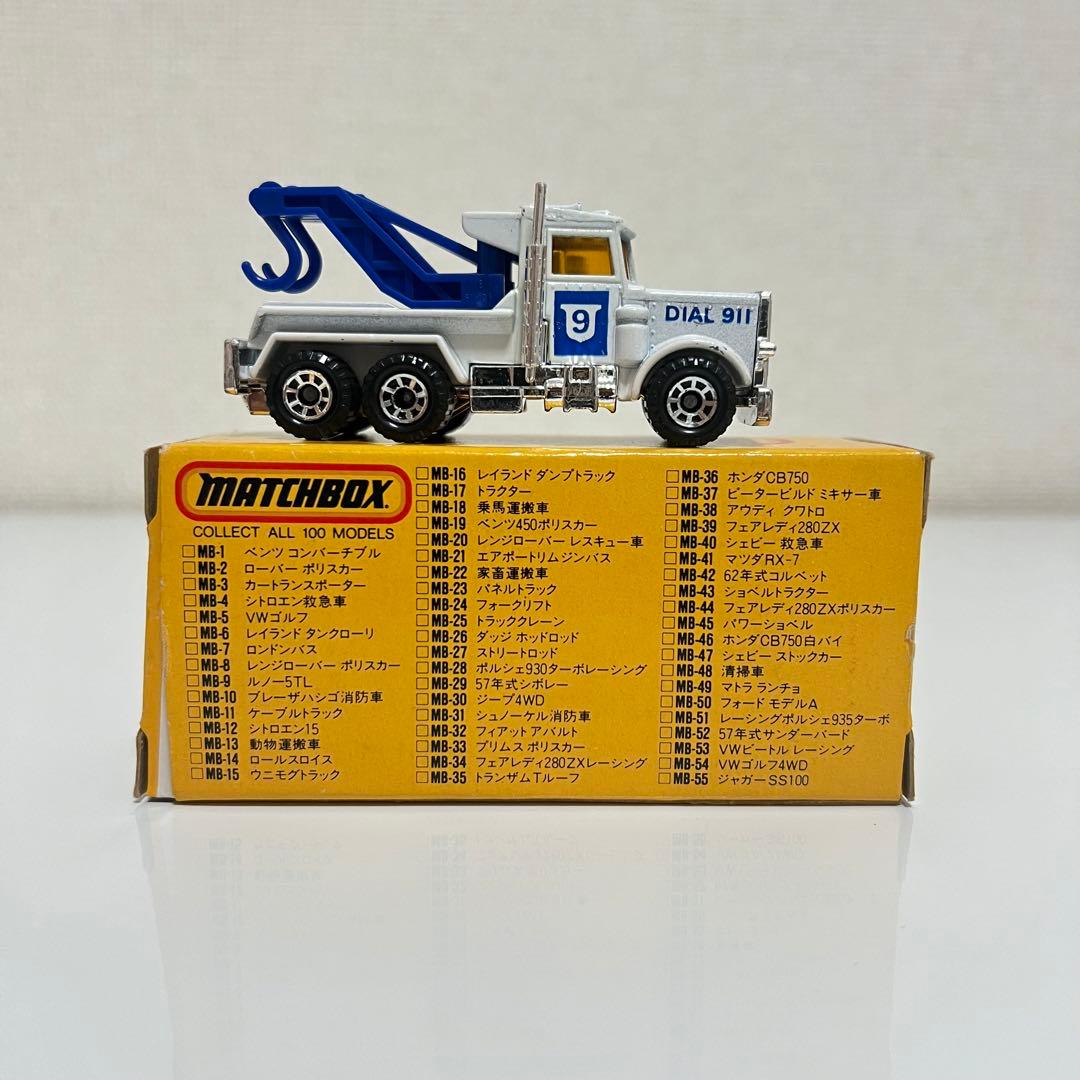 9
DIAL 911
MATCHBOX
COLLECT ALL 100 MODELS
MB-1 ベンツ コンバーチブル
MB-2 ローバー ポリスカー
MB-3 カートランスポーター
MB-4 シトロエン救急車
MB-5 VWゴルフ
MB-6 レイランド タンクローリ
MB-7 ロンドンバス
MB-8 レンジローバー ポリスカー
MB-9 ルノー5TL
MB-10 ブレーザハシゴ消防車
MB-11 ケーブルトラック
MB-12 シトロエン15
MB-13 動物運搬車
MB-14 ロールスロイス
MB-15 ウニモグトラック
MB-16 レイランド ダンプトラック
MB-17 トラクター
MB-18 乗馬運搬車
MB-19 ベンツ450ポリスカー
MB-20 レンジローバー レスキュー車
MB-21 エアポートリムジンバス
MB-22 家畜運搬車
MB-23 パネルトラック
MB-24 フォークリフト
MB-25 トラッククレーン
MB-26 ダッジ ホッドロッド
MB-27 ストリートロッド
MB-28 ポルシェ930ターボレーシング
MB-29 57年式シボレー
MB-30 ジープ4WD
MB-31 シュノーケル消防車
MB-32 フィアットアバルト
MB-33 プリムス ポリスカー
MB-34 フェアレディ280ZXレーシング
MB-35 トランザムTルーフ
MB-36 ホンダCB750
MB-37 ピータービルド ミキサー車
MB-38 アウディ クワトロ
MB-39 フェアレディ280ZX
MB-40 シェビー 救急車
MB-41 マツダRX-7
MB-42 62年式コルベット
MB-43 ショベルトラクター
MB-44 フェアレディ280ZXポリスカー
MB-45 パワーショベル
MB-46 ホンダCB750白バイ
MB-47 シェビー ストックカー
MB-48 清掃車
MB-49 マトラ ランチョ
MB-50 フォード モデルA
MB-51 レーシングポルシェ935ターボ
MB-52 57年式サンダーバード
MB-53 VWビートル レーシング
MB-54 VWゴルフ4WD
MB-55 ジャガーSS100